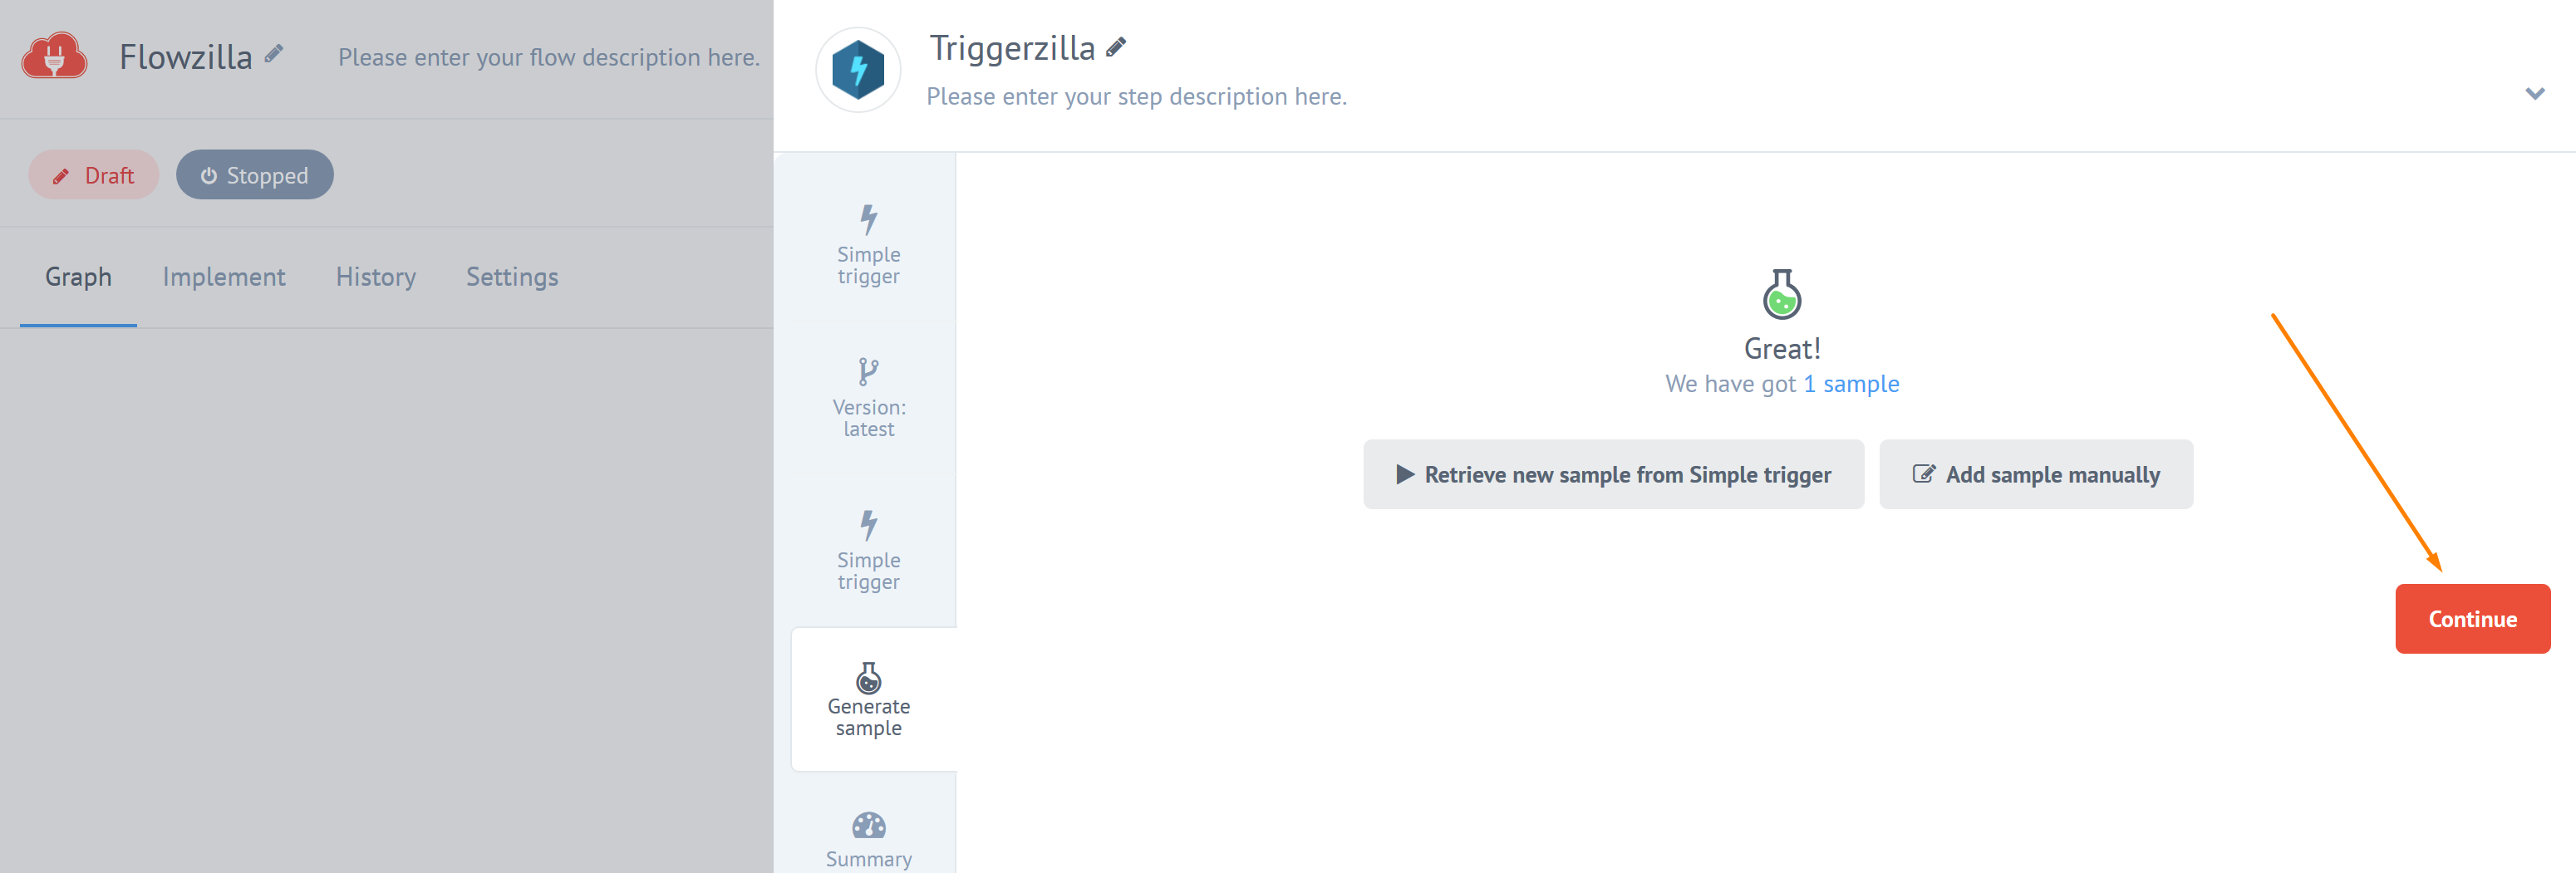 Flowzilla
Please enter your flow description here.
Draft
Stopped
Graph
Implement
History
Settings
Triggerzilla
Please enter your step description here.
Simple
trigger
Version:
latest
Simple
trigger
Generate
sample
Summary
Great!
We have got 1 sample
Retrieve new sample from Simple trigger
Add sample manually
Continue